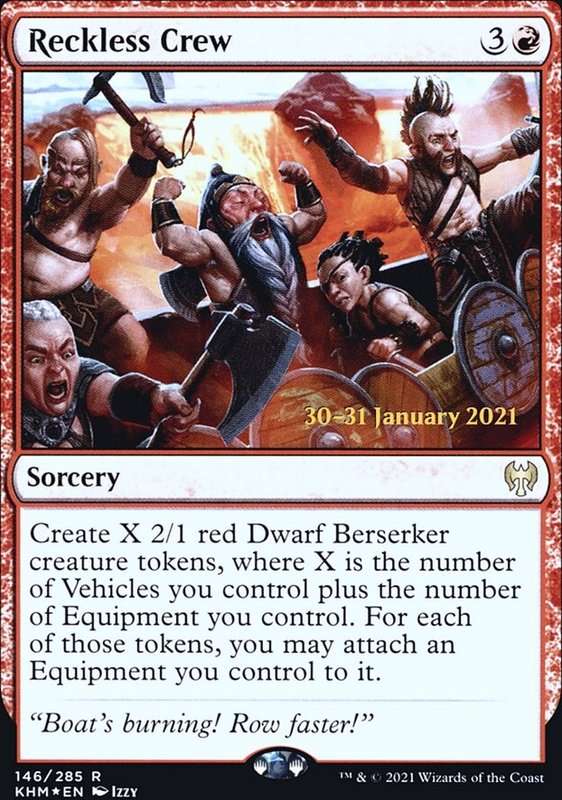 Reckless Crew 3
30–31 January 2021
Sorcery
Create X 2/1 red Dwarf Berserker
creature tokens, where X is the number
of Vehicles you control plus the number
of Equipment you control. For each
of those tokens, you may attach an
Equipment you control to it.
“Boat’s burning! Row faster!”
146/285 R
KHM★EN Izzy
™ & © 2021 Wizards of the Coast